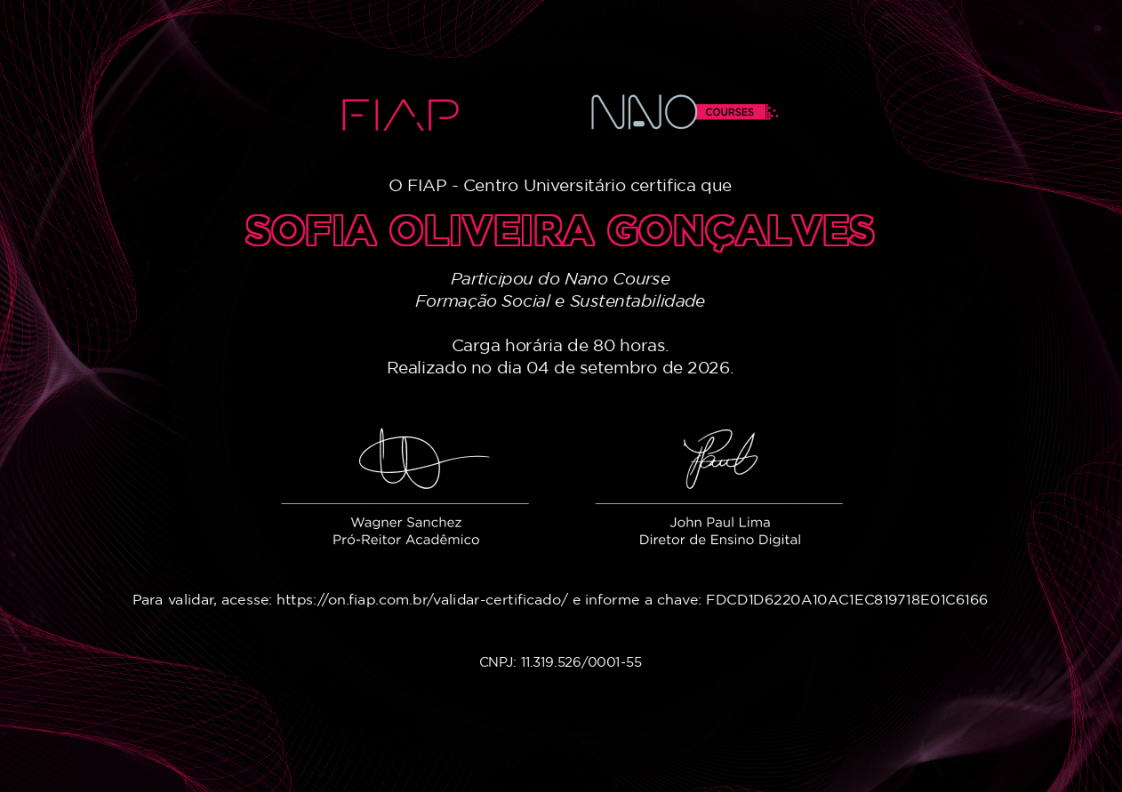 FIAP
NANO COURSES
O FIAP - Centro Universitário certifica que
SOFIA OLIVEIRA GONÇALVES
Participou do Nano Course
Formação Social e Sustentabilidade
Carga horária de 80 horas.
Realizado no dia 04 de setembro de 2026.
Wagner Sanchez
Pró-Reitor Acadêmico
John Paul Lima
Diretor de Ensino Digital
Para validar, acesse: https://on.fiap.com.br/validar-certificado/ e informe a chave: FDCD1D6220A10AC1EC819718E01C6166
CNPJ: 11.319.526/0001-55